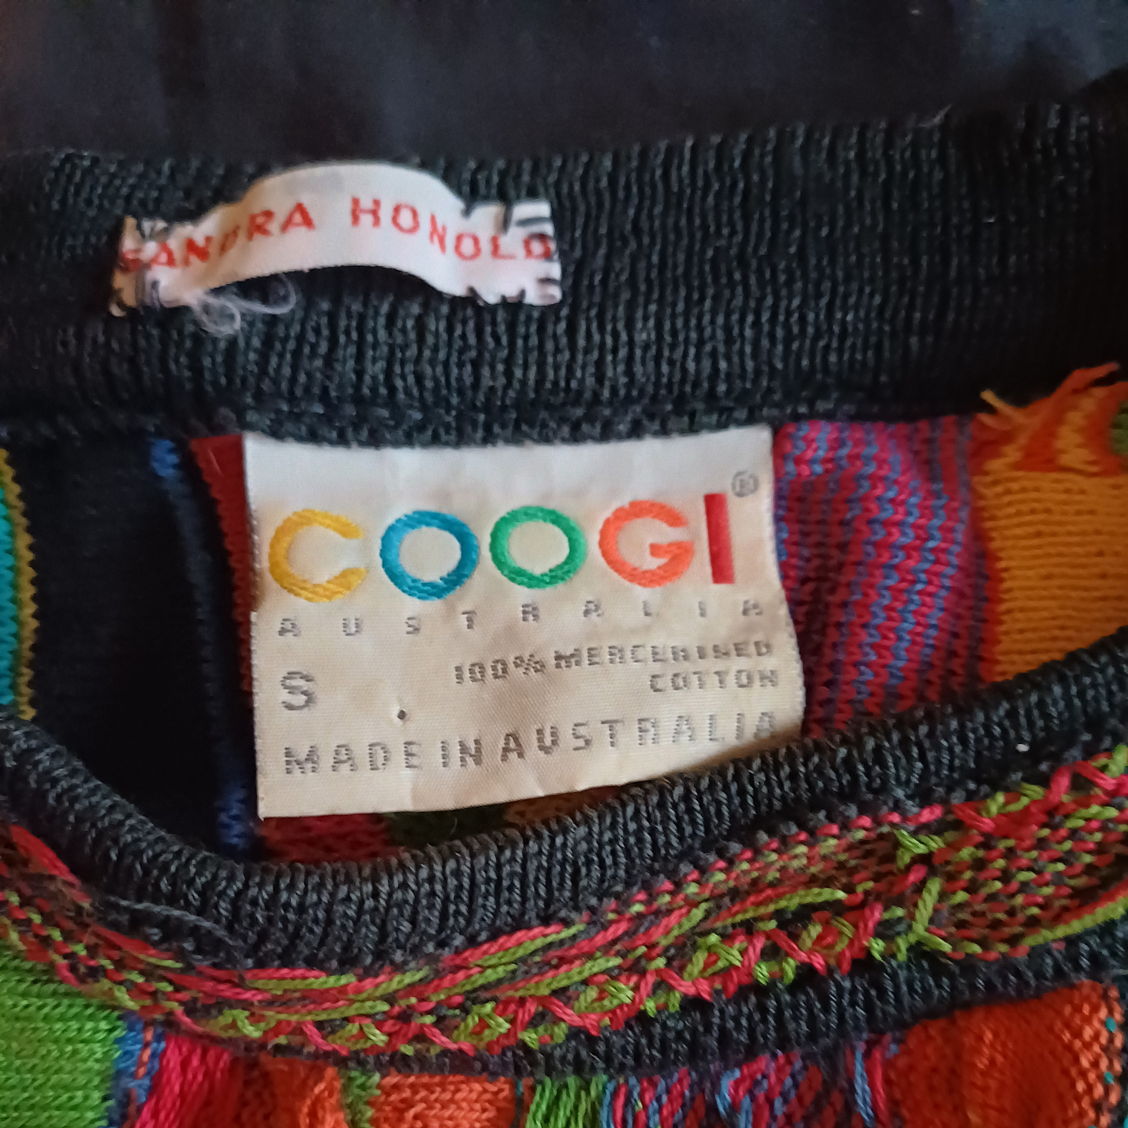 SANDRA HONOLD
COOGI®
AUSTRALIA
S
100% MERCERISED
COTTON
MADE IN AUSTRALIA